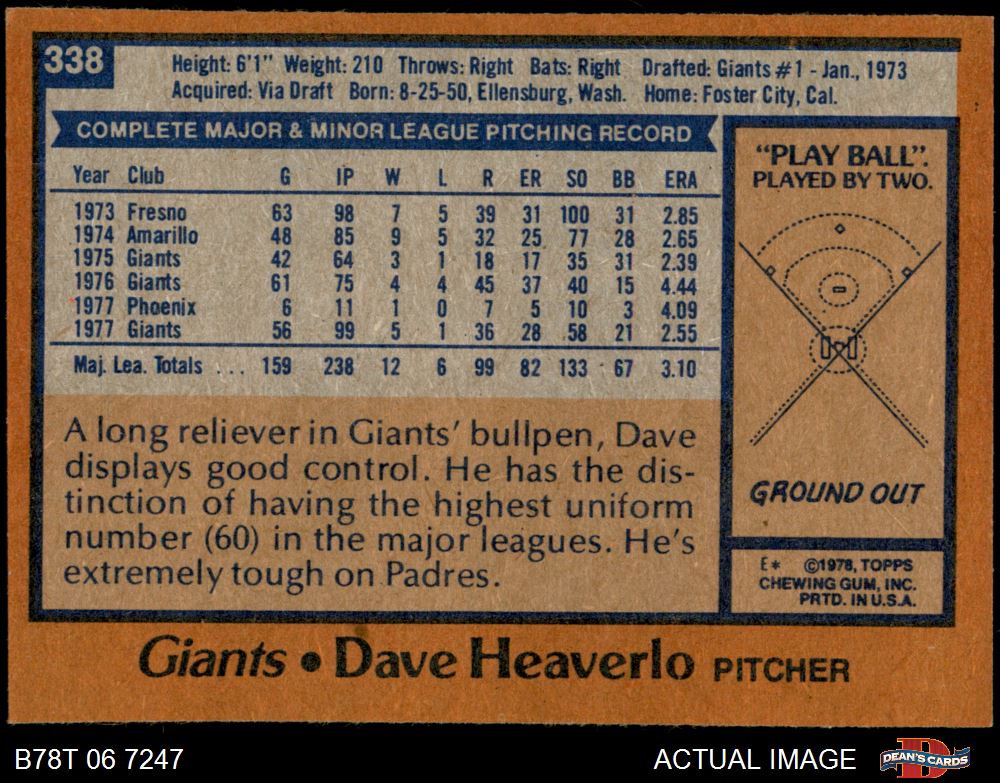 338
Height: 6'1" Weight: 210 Throws: Right Bats: Right Drafted: Giants #1 - Jan., 1973
Acquired: Via Draft Born: 8-25-50, Ellensburg, Wash. Home: Foster City, Cal.
COMPLETE MAJOR & MINOR LEAGUE PITCHING RECORD
Year Club G IP W L R ER SO BB ERA
1973 Fresno 63 98 7 5 39 31 100 31 2.85
1974 Amarillo 48 85 9 5 32 25 77 28 2.65
1975 Giants 42 64 3 1 18 17 35 31 2.39
1976 Giants 61 75 4 4 45 37 40 15 4.44
1977 Phoenix 6 11 1 0 7 5 10 3 4.09
1977 Giants 56 99 5 1 36 28 58 21 2.55
Maj. Lea. Totals ... 159 238 12 6 99 82 133 67 3.10
A long reliever in Giants' bullpen, Dave
displays good control. He has the dis-
tinction of having the highest uniform
number (60) in the major leagues. He's
extremely tough on Padres.
"PLAY BALL".
PLAYED BY TWO.
GROUND OUT
E* ©1978, TOPPS
CHEWING GUM, INC.
PRTD. IN U.S.A.
Giants • Dave Heaverlo PITCHER
B78T 06 7247 ACTUAL IMAGE DEAN'S CARDS